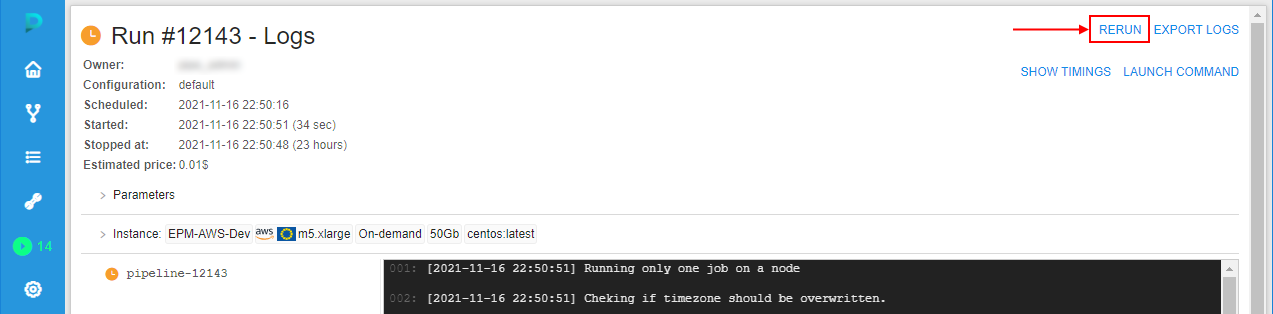 Run #12143 - Logs
RERUN EXPORT LOGS
Owner:
SHOW TIMINGS LAUNCH COMMAND
Configuration: default
Scheduled: 2021-11-16 22:50:16
Started: 2021-11-16 22:50:51 (34 sec)
Stopped at: 2021-11-16 22:50:48 (23 hours)
Estimated price: 0.01$
Parameters
Instance: EPM-AWS-Dev aws m5.xlarge On-demand 50Gb centos:latest
14
pipeline-12143
001: [2021-11-16 22:50:51] Running only one job on a node
002: [2021-11-16 22:50:51] Cheking if timezone should be overwritten.